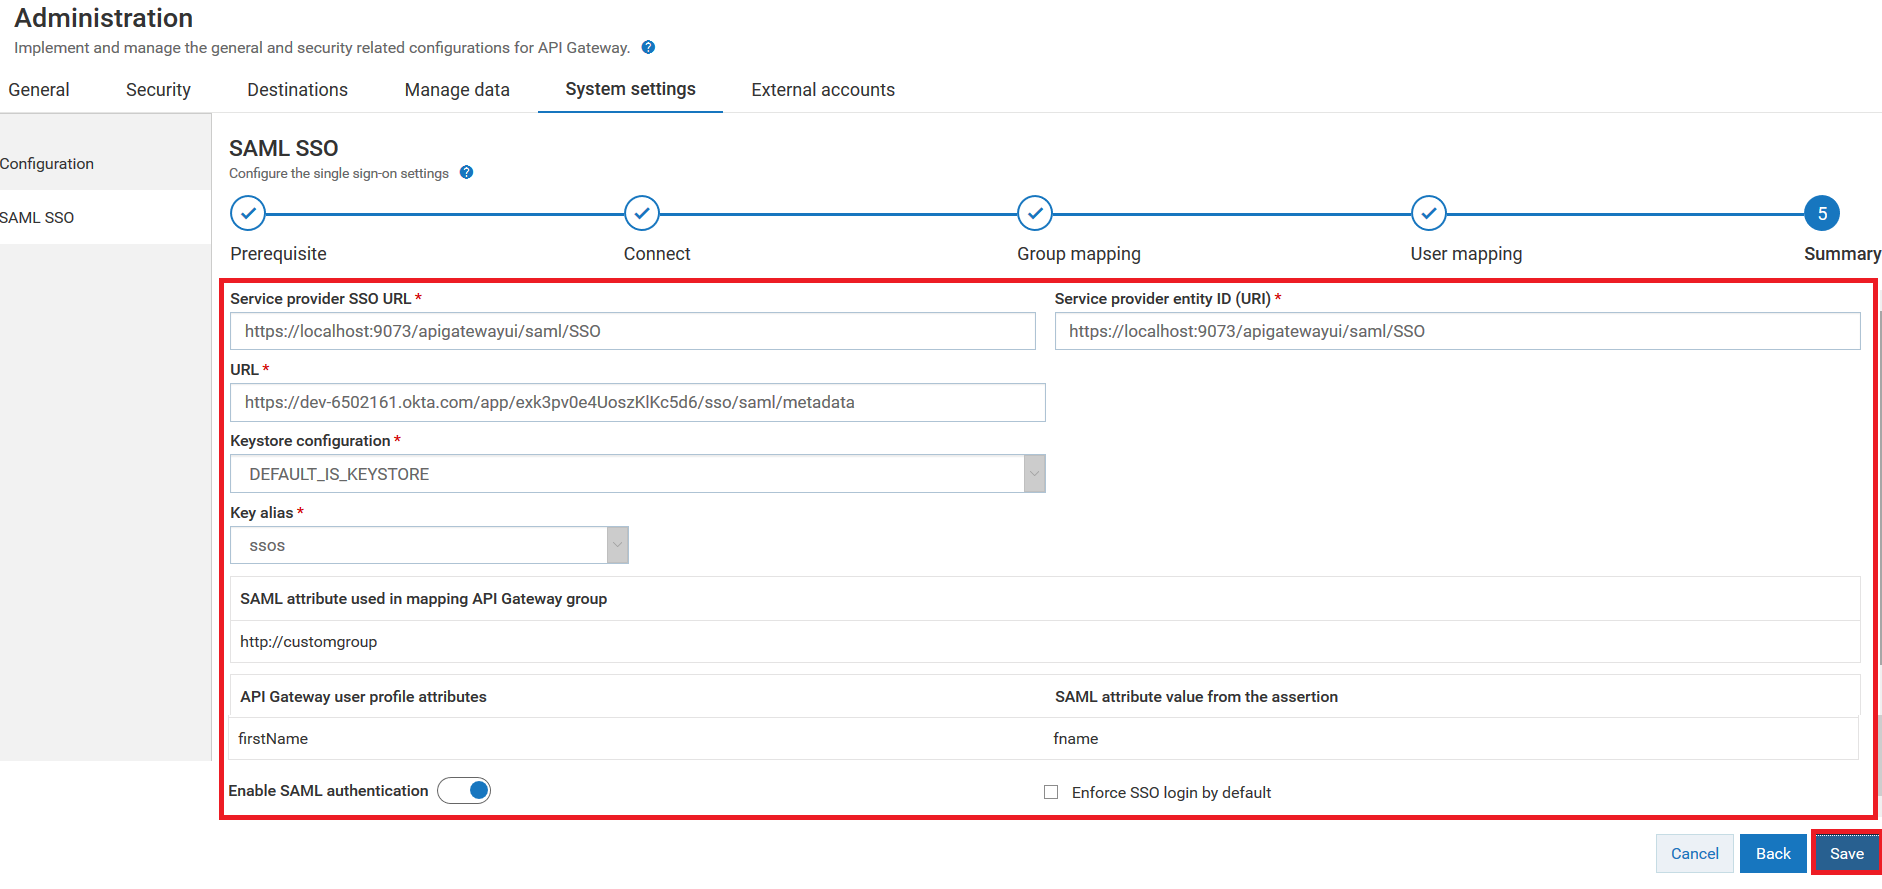 Administration
Implement and manage the general and security related configurations for API Gateway. ?
General Security Destinations Manage data System settings External accounts
Configuration
SAML SSO
SAML SSO
Configure the single sign-on settings ?
5
Prerequisite Connect Group mapping User mapping Summary
Service provider SSO URL * Service provider entity ID (URI) *
https://localhost:9073/apigatewayui/saml/SSO https://localhost:9073/apigatewayui/saml/SSO
URL *
https://dev-6502161.okta.com/app/exk3pv0e4UoszKlKc5d6/sso/saml/metadata
Keystore configuration *
DEFAULT_IS_KEYSTORE
Key alias *
ssos
SAML attribute used in mapping API Gateway group
http://customgroup
API Gateway user profile attributes SAML attribute value from the assertion
firstName fname
Enable SAML authentication Enforce SSO login by default
Cancel Back Save